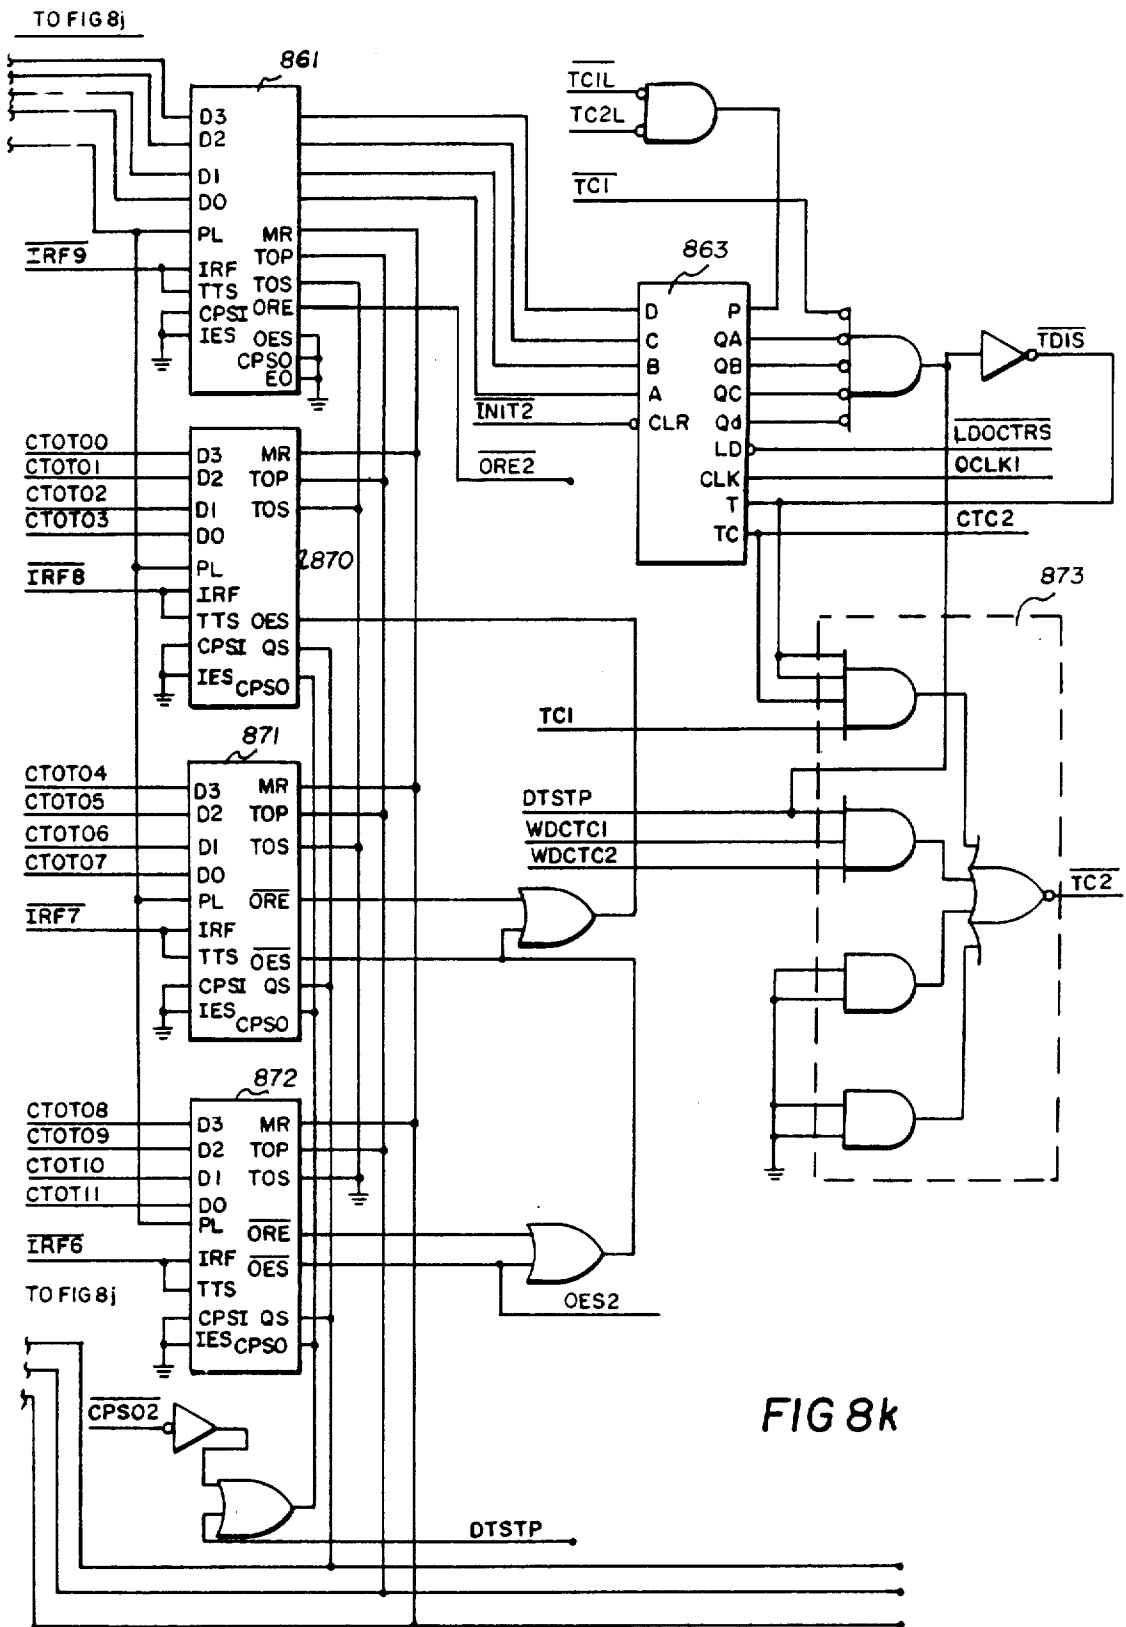 TO FIG 8j
861
D3
D2
D1
D0
PL
MR
IRF9
IRF
TOP
TTS
TOS
CPSI
ORE
IES
OES
CPSO
EO
TC1L
TC2L
TC1
863
D
P
C
QA
B
QB
A
QC
INIT2
CLR
Qd
LD
CLK
T
TC
TDIS
LDOCTRS
OCLK1
CTC2
ORE2
CTOT00
D3
MR
CTOT01
D2
TOP
CTOT02
D1
TOS
CTOT03
D0
870
PL
IRF8
IRF
TTS
OES
CPSI
QS
IES
CPSO
873
TC1
DTSTP
WDCTC1
WDCTC2
TC2
871
CTOT04
D3
MR
CTOT05
D2
TOP
CTOT06
D1
TOS
CTOT07
D0
PL
ORE
IRF7
IRF
TTS
OES
CPSI
QS
IES
CPSO
872
CTOT08
D3
MR
CTOT09
D2
TOP
CTOT10
D1
TOS
CTOT11
D0
PL
ORE
IRF6
IRF
OES
TTS
TO FIG 8j
OES2
CPSI
QS
IES
CPSO
CPSO2
DTSTP
FIG 8k